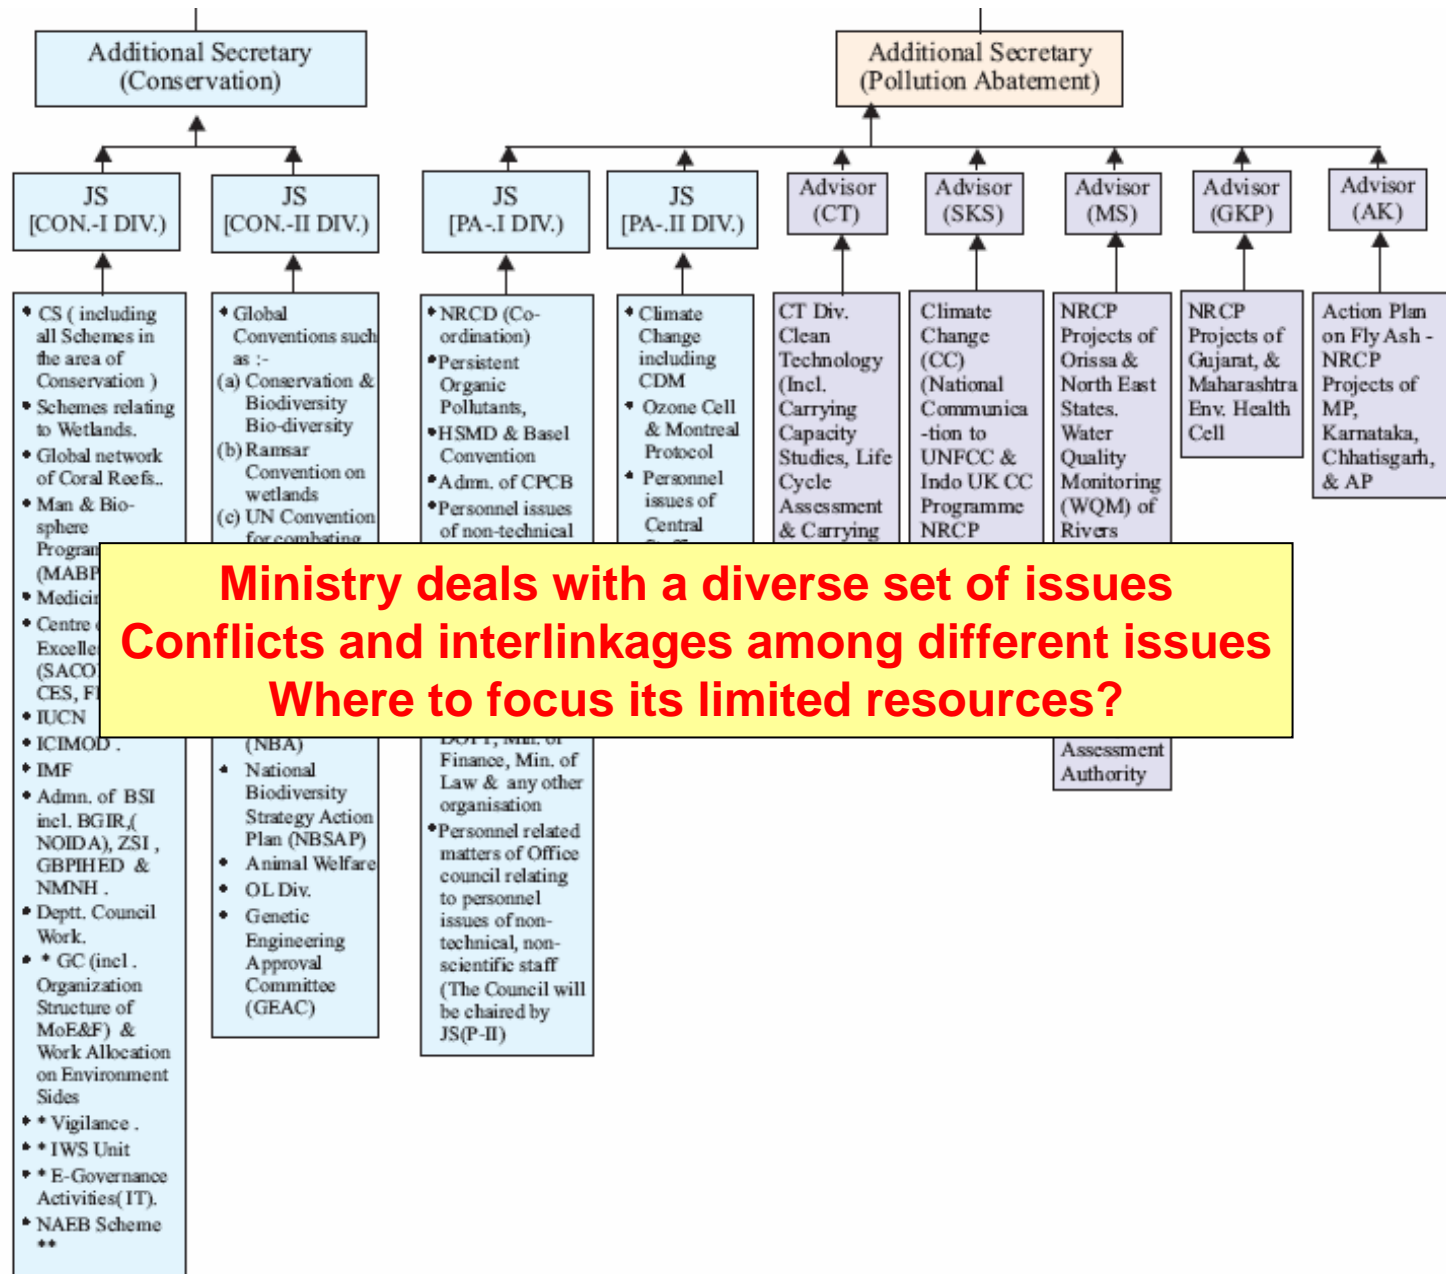 Additional Secretary
(Conservation)
Additional Secretary
(Pollution Abatement)
JS
[CON.-I DIV.)
JS
[CON.-II DIV.)
JS
[PA-.I DIV.)
JS
[PA-.II DIV.)
Advisor
(CT)
Advisor
(SKS)
Advisor
(MS)
Advisor
(GKP)
Advisor
(AK)
• CS ( including
all Schemes in
the area of
Conservation )
• Schemes relating
to Wetlands.
• Global network
of Coral Reefs..
• Man & Bio-
sphere
(MABP
• Centre
• IUCN
• ICIMOD .
• IMF
• Admn. of BSI
incl. BGIR,(
NOIDA), ZSI ,
GBPIHED &
NMNH .
• Deptt. Council
Work.
• * GC (incl .
Organization
Structure of
MoE&F) &
Work Allocation
on Environment
Sides
• * Vigilance .
• * IWS Unit
• * E-Governance
Activities( IT).
• NAEB Scheme
**
• Global
Conventions such
as :-
(a) Conservation &
Biodiversity
Bio-diversity
(b) Ramsar
Convention on
wetlands
(c) UN Convention
for combating
(NBA)
• National
Biodiversity
Strategy Action
Plan (NBSAP)
• Animal Welfare
• OL Div.
• Genetic
Engineering
Approval
Committee
(GEAC)
• NRCD (Co-
ordination)
• Persistent
Organic
Pollutants,
• HSMD & Basel
Convention
• Admn. of CPCB
• Personnel issues
of non-technical
Min. of
Finance, Min. of
Law & any other
organisation
• Personnel related
matters of Office
council relating
to personnel
issues of non-
technical, non-
scientific staff
(The Council will
be chaired by
JS(P-II)
• Climate
Change
including
CDM
• Ozone Cell
& Montreal
Protocol
• Personnel
issues of
Central
CT Div.
Clean
Technology
(Incl.
Carrying
Capacity
Studies, Life
Cycle
Assessment
& Carrying
Climate
Change
(CC)
(National
Communica
-tion to
UNFCC &
Indo UK CC
Programme
NRCP
NRCP
Projects of
Orissa &
North East
States.
Water
Quality
Monitoring
(WQM) of
Rivers
Assessment
Authority
NRCP
Projects of
Gujarat, &
Maharashtra
Env. Health
Cell
Action Plan
on Fly Ash -
NRCP
Projects of
MP,
Karnataka,
Chhatisgarh,
& AP
Ministry deals with a diverse set of issues
Conflicts and interlinkages among different issues
Where to focus its limited resources?